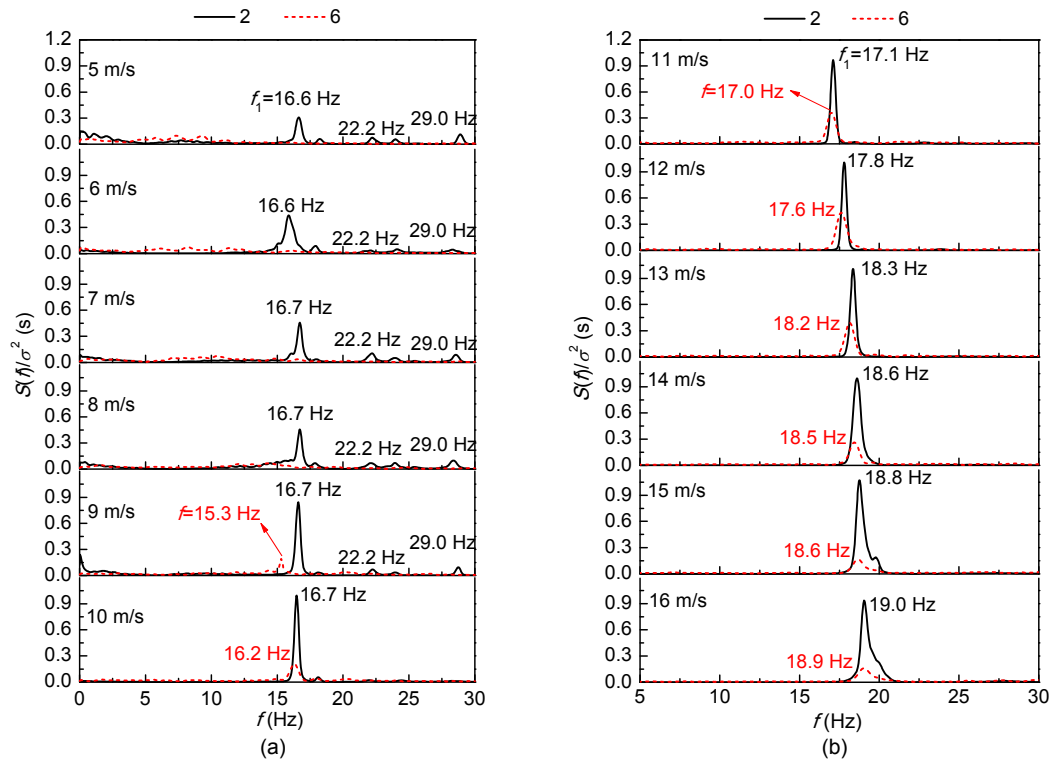 2 6
1.2
0.9
0.6
0.3
0.0
5 m/s
f₁=16.6 Hz
22.2 Hz
29.0 Hz
0.9
0.6
0.3
0.0
6 m/s
16.6 Hz
22.2 Hz
29.0 Hz
0.9
0.6
0.3
0.0
7 m/s
16.7 Hz
22.2 Hz
29.0 Hz
0.9
0.6
0.3
0.0
8 m/s
16.7 Hz
22.2 Hz
29.0 Hz
0.9
0.6
0.3
0.0
9 m/s
16.7 Hz
f=15.3 Hz
22.2 Hz
29.0 Hz
0.9
0.6
0.3
0.0
10 m/s
16.7 Hz
16.2 Hz
S(f)/σ² (s)
0 5 10 15 20 25 30
f (Hz)
(a)
2 6
1.2
0.9
0.6
0.3
0.0
11 m/s
f₁=17.1 Hz
f=17.0 Hz
0.9
0.6
0.3
0.0
12 m/s
17.8 Hz
17.6 Hz
0.9
0.6
0.3
0.0
13 m/s
18.3 Hz
18.2 Hz
0.9
0.6
0.3
0.0
14 m/s
18.6 Hz
18.5 Hz
0.9
0.6
0.3
0.0
15 m/s
18.8 Hz
18.6 Hz
0.9
0.6
0.3
0.0
16 m/s
19.0 Hz
18.9 Hz
S(f)/σ² (s)
5 10 15 20 25 30
f (Hz)
(b)